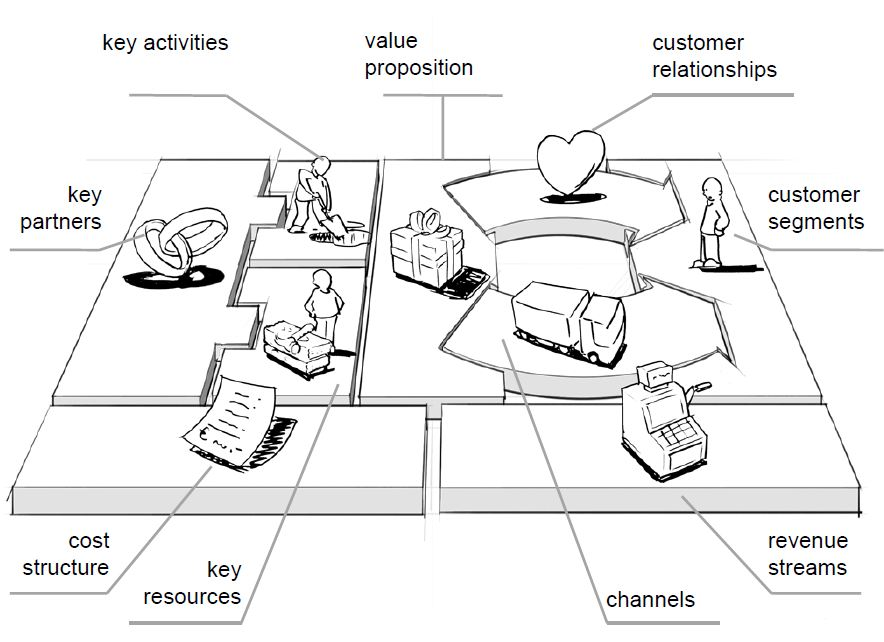 key activities
value
proposition
customer
relationships
key
partners
customer
segments
cost
structure
key
resources
channels
revenue
streams